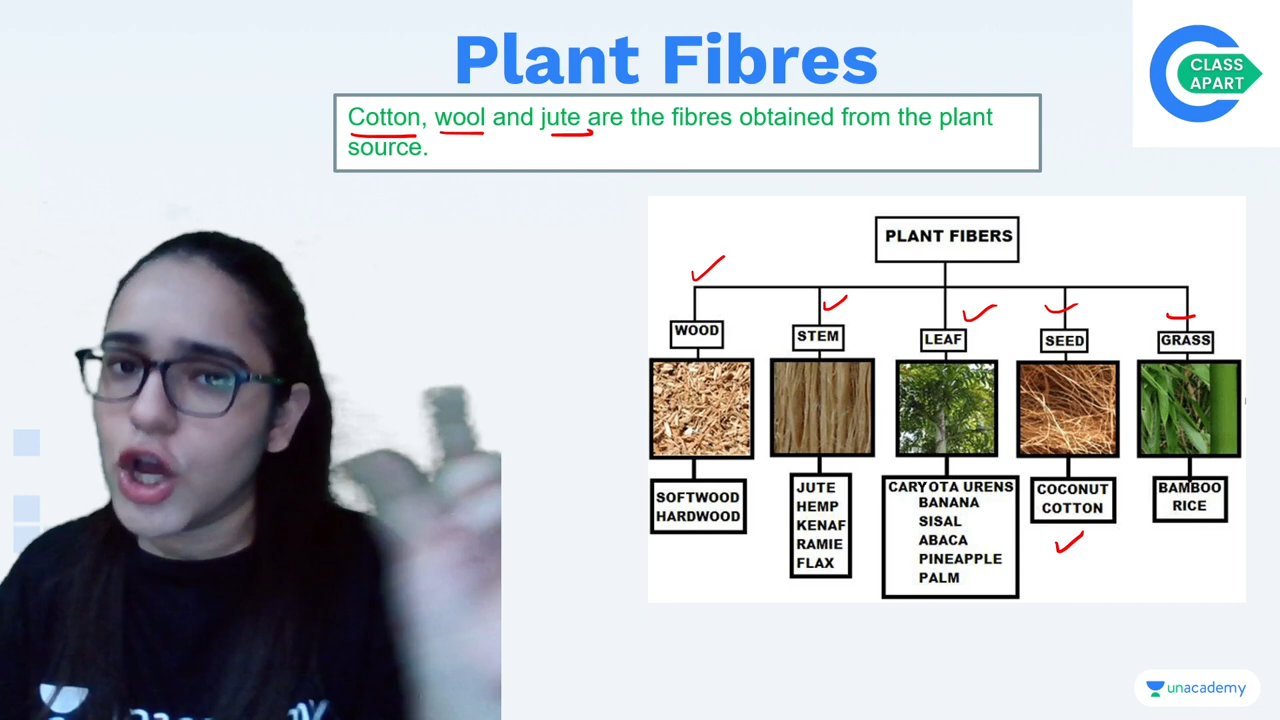 Plant Fibres
CLASS
APART
Cotton, wool and jute are the fibres obtained from the plant
source.
PLANT FIBERS
WOOD
STEM
LEAF
SEED
GRASS
SOFTWOOD
HARDWOOD
JUTE
HEMP
KENAF
RAMIE
FLAX
CARYOTA URENS
BANANA
SISAL
ABACA
PINEAPPLE
PALM
COCONUT
COTTON
BAMBOO
RICE
unacademy